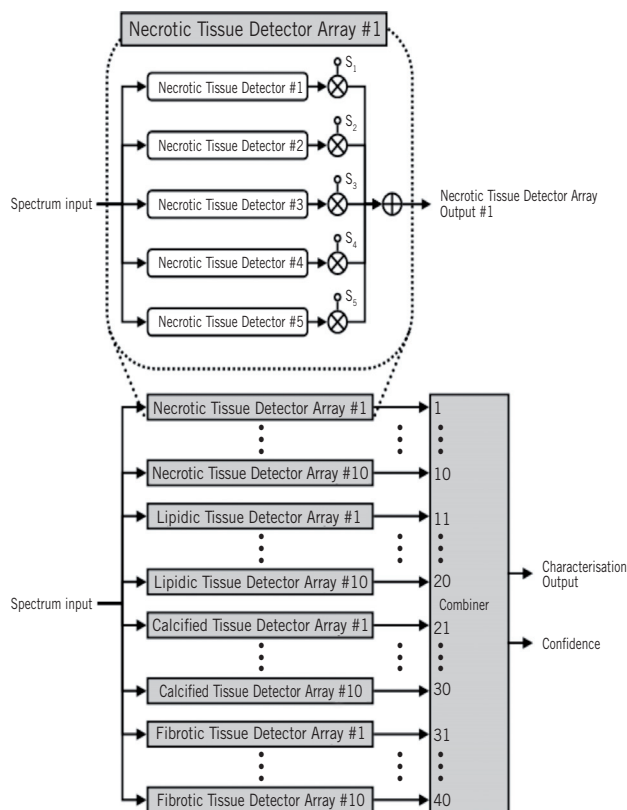 Necrotic Tissue Detector Array #1
S1
Necrotic Tissue Detector #1
S2
Necrotic Tissue Detector #2
S3
Spectrum input
Necrotic Tissue Detector #3
Necrotic Tissue Detector Array
Output #1
S4
Necrotic Tissue Detector #4
S5
Necrotic Tissue Detector #5
Necrotic Tissue Detector Array #1
1
Necrotic Tissue Detector Array #10
10
Lipidic Tissue Detector Array #1
11
Lipidic Tissue Detector Array #10
20
Characterisation
Output
Spectrum input
Combiner
Calcified Tissue Detector Array #1
21
Confidence
Calcified Tissue Detector Array #10
30
Fibrotic Tissue Detector Array #1
31
Fibrotic Tissue Detector Array #10
40